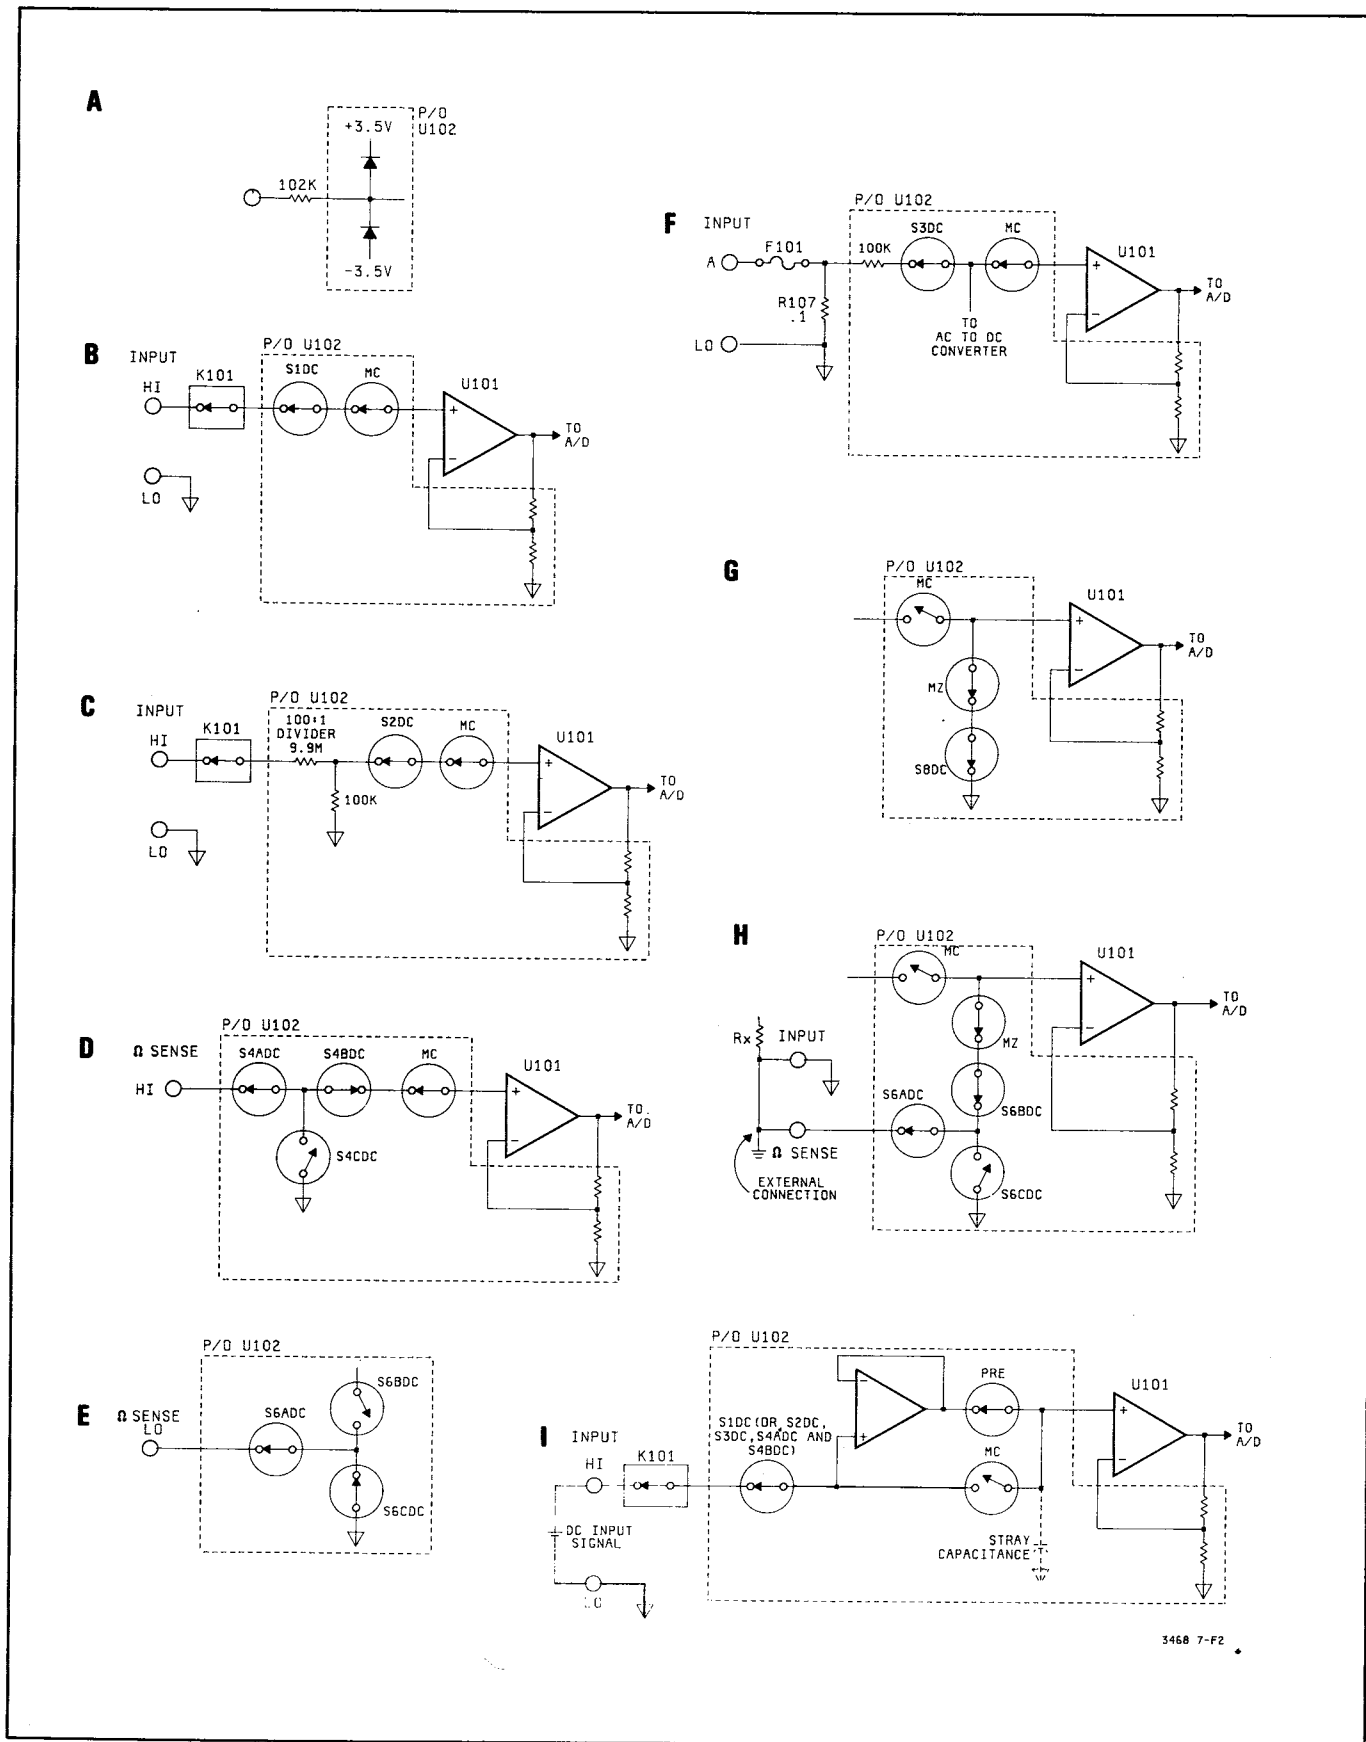 A
P/O
U102
+3.5V
102K
-3.5V
B
INPUT
HI
K101
P/O U102
S1DC
MC
U101
+
-
TO
A/D
LO
C
INPUT
HI
K101
P/O U102
100:1
DIVIDER
9.9M
S2DC
MC
U101
+
-
100K
TO
A/D
LO
D
Ω SENSE
HI
P/O U102
S4ADC
S4BDC
MC
U101
+
-
TO
A/D
S4CDC
E
Ω SENSE
LO
P/O U102
S6BDC
S6ADC
S6CDC
F
INPUT
A
F101
P/O U102
100K
S3DC
MC
U101
+
-
TO
A/D
R107
.1
LO
TO
AC TO DC
CONVERTER
G
P/O U102
MC
U101
+
-
TO
A/D
MZ
S8DC
H
P/O U102
MC
U101
+
-
TO
A/D
Rx
INPUT
MZ
S6ADC
S6BDC
Ω SENSE
EXTERNAL
CONNECTION
S6CDC
I
INPUT
HI
K101
P/O U102
S1DC(OR S2DC,
S3DC,S4ADC AND
S4BDC)
-
+
PRE
MC
U101
+
-
TO
A/D
DC INPUT
SIGNAL
STRAY
CAPACITANCE
LO
3468 7-F2